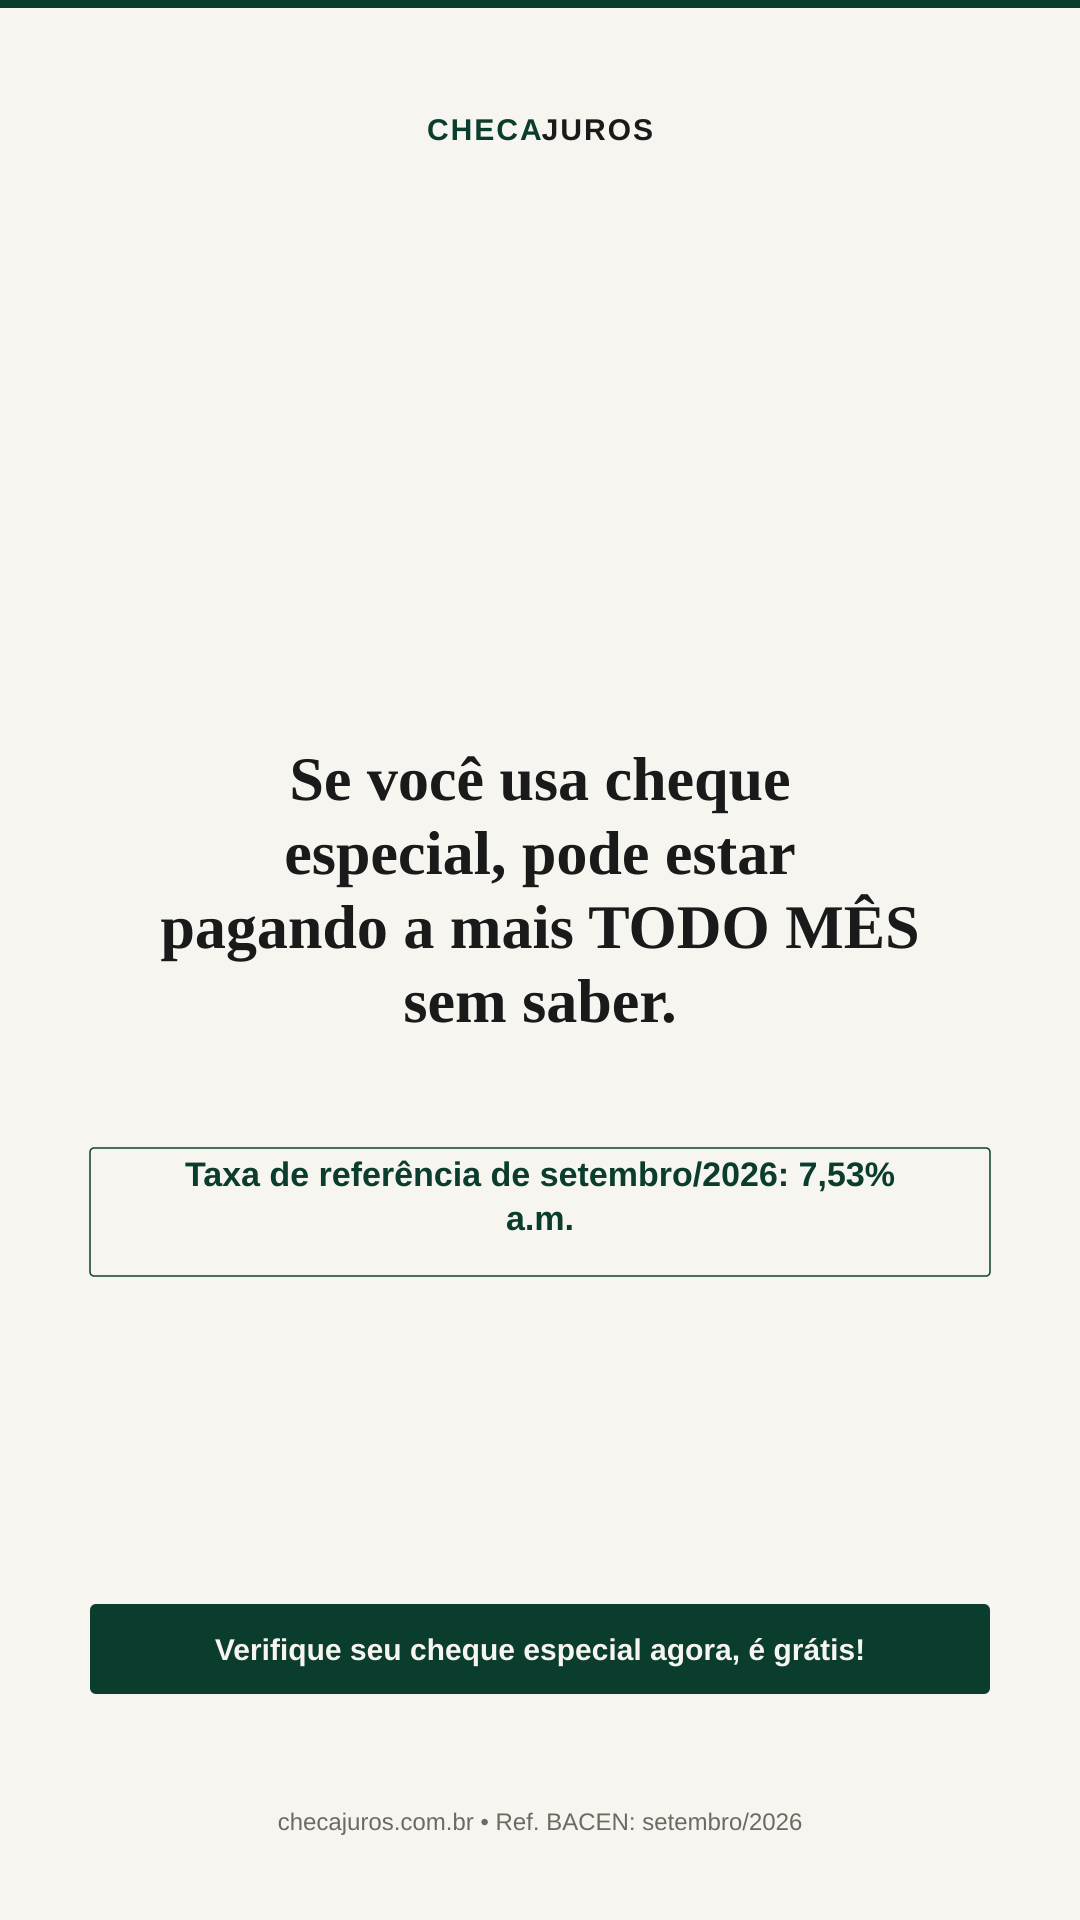 CHECAJUROS
Se você usa cheque
especial, pode estar
pagando a mais TODO MÊS
sem saber.
Taxa de referência de setembro/2026: 7,53%
a.m.
Verifique seu cheque especial agora, é grátis!
checajuros.com.br • Ref. BACEN: setembro/2026